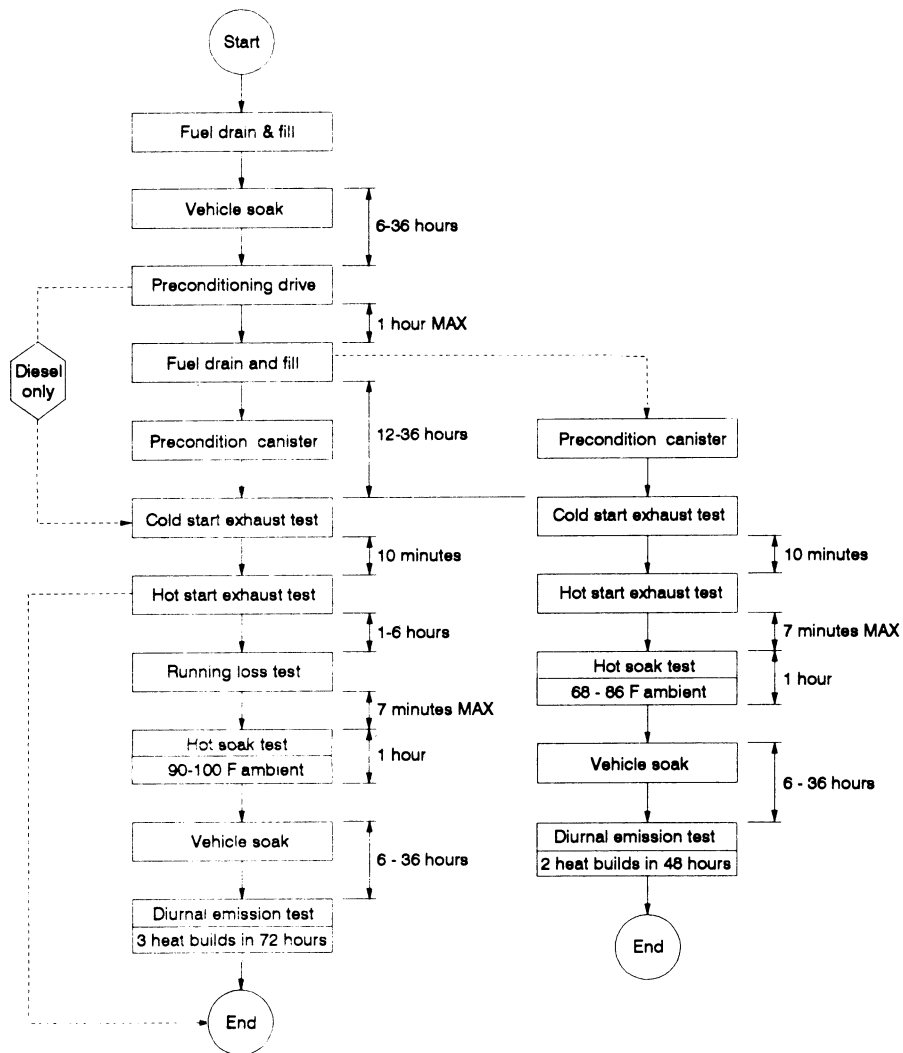 Start
Fuel drain & fill
Vehicle soak
6-36 hours
Preconditioning drive
1 hour MAX
Diesel
only
Fuel drain and fill
12-36 hours
Precondition canister
Precondition canister
Cold start exhaust test
Cold start exhaust test
10 minutes
10 minutes
Hot start exhaust test
Hot start exhaust test
1-6 hours
7 minutes MAX
Running loss test
Hot soak test
68 - 86 F ambient
1 hour
7 minutes MAX
Hot soak test
90-100 F ambient
1 hour
Vehicle soak
6 - 36 hours
Vehicle soak
6 - 36 hours
Diurnal emission test
2 heat builds in 48 hours
Diurnal emission test
3 heat builds in 72 hours
End
End